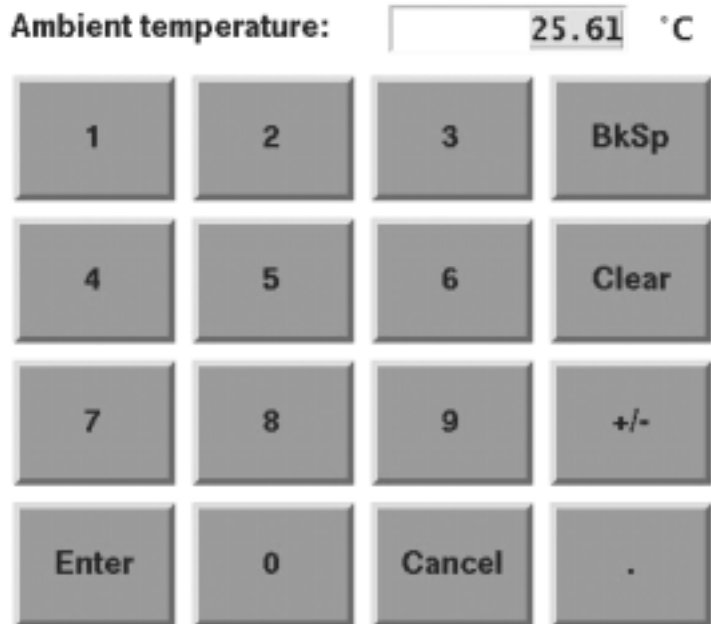 Ambient temperature: 25.61 °C
1 2 3 BkSp
4 5 6 Clear
7 8 9 +/-
Enter 0 Cancel .